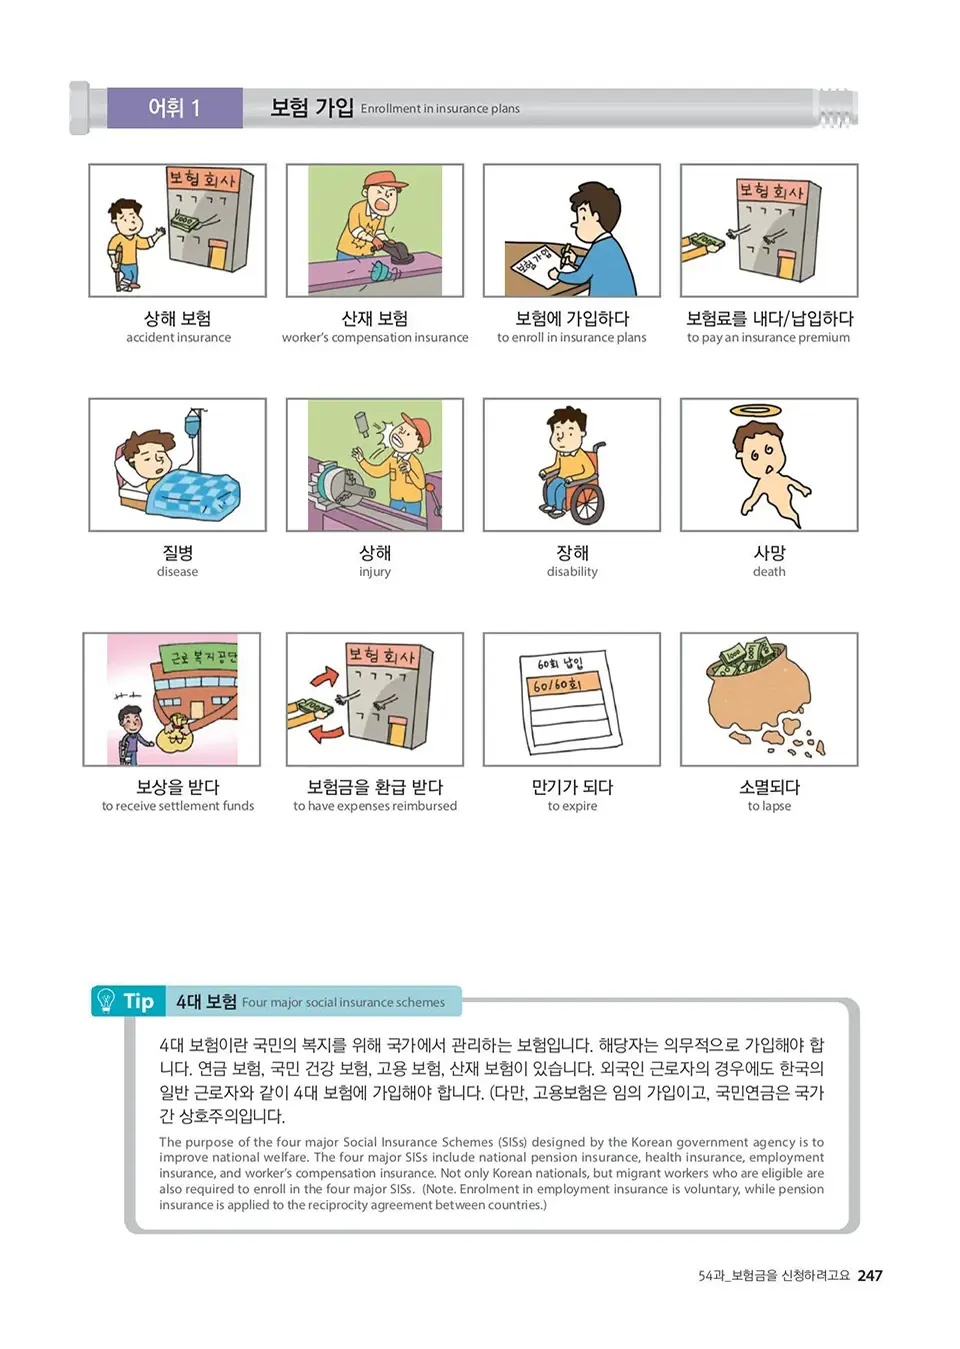 어휘 1
보험 가입 Enrollment in insurance plans
보험회사
보험가입
보험회사
상해 보험
accident insurance
산재 보험
worker's compensation insurance
보험에 가입하다
to enroll in insurance plans
보험료를 내다/납입하다
to pay an insurance premium
질병
disease
상해
injury
장해
disability
사망
death
근로복지공단
보험회사
60회 납입
60/60회
보상을 받다
to receive settlement funds
보험금을 환급 받다
to have expenses reimbursed
만기가 되다
to expire
소멸되다
to lapse
Tip 4대 보험 Four major social insurance schemes
4대 보험이란 국민의 복지를 위해 국가에서 관리하는 보험입니다. 해당자는 의무적으로 가입해야 합
니다. 연금 보험, 국민 건강 보험, 고용 보험, 산재 보험이 있습니다. 외국인 근로자의 경우에도 한국의
일반 근로자와 같이 4대 보험에 가입해야 합니다. (다만, 고용보험은 임의 가입이고, 국민연금은 국가
간 상호주의입니다.
The purpose of the four major Social Insurance Schemes (SISs) designed by the Korean government agency is to
improve national welfare. The four major SISs include national pension insurance, health insurance, employment
insurance, and worker's compensation insurance. Not only Korean nationals, but migrant workers who are eligible are
also required to enroll in the four major SISs. (Note. Enrolment in employment insurance is voluntary, while pension
insurance is applied to the reciprocity agreement between countries.)
54과_보험금을 신청하려고요 247